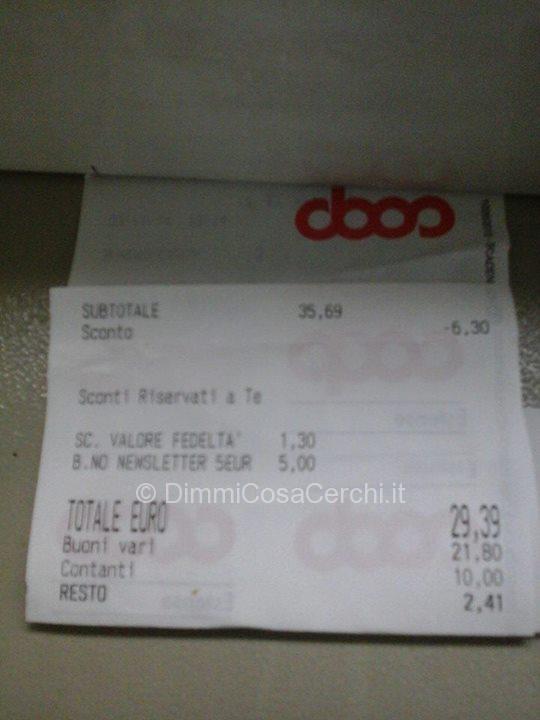 coop
SUBTOTALE 35,69
Sconto -6,30
Sconti Riservati a Te
SC. VALORE FEDELTA' 1,30
B.NO NEWSLETTER 5EUR 5,00
© DimmiCosaCerchi.it
TOTALE EURO 29,39
Buoni vari 21,80
Contanti 10,00
RESTO 2,41